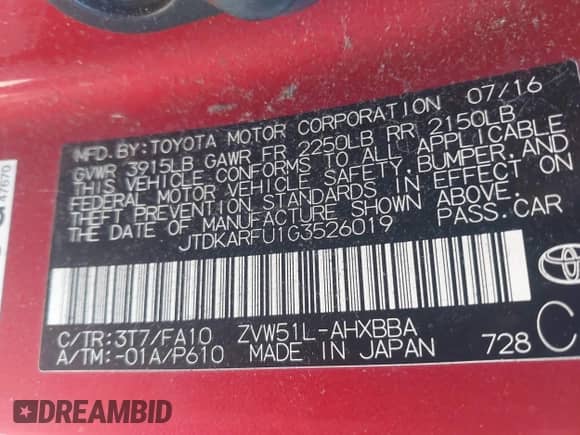 MFD.BY:TOYOTA MOTOR CORPORATION 07/16
GVWR 3915LB GAWR FR 2250LB RR 2150LB
THIS VEHICLE CONFORMS TO ALL APPLICABLE
FEDERAL MOTOR VEHICLE SAFETY,BUMPER,AND
THEFT PREVENTION STANDARDS IN EFFECT ON
THE DATE OF MANUFACTURE SHOWN ABOVE.
JTDKARFU1G3526019 PASS.CAR
C/TR:3T7/FA10 ZVW51L-AHXBBA
A/TM:-01A/P610 MADE IN JAPAN 728 C
47670
DREAMBID